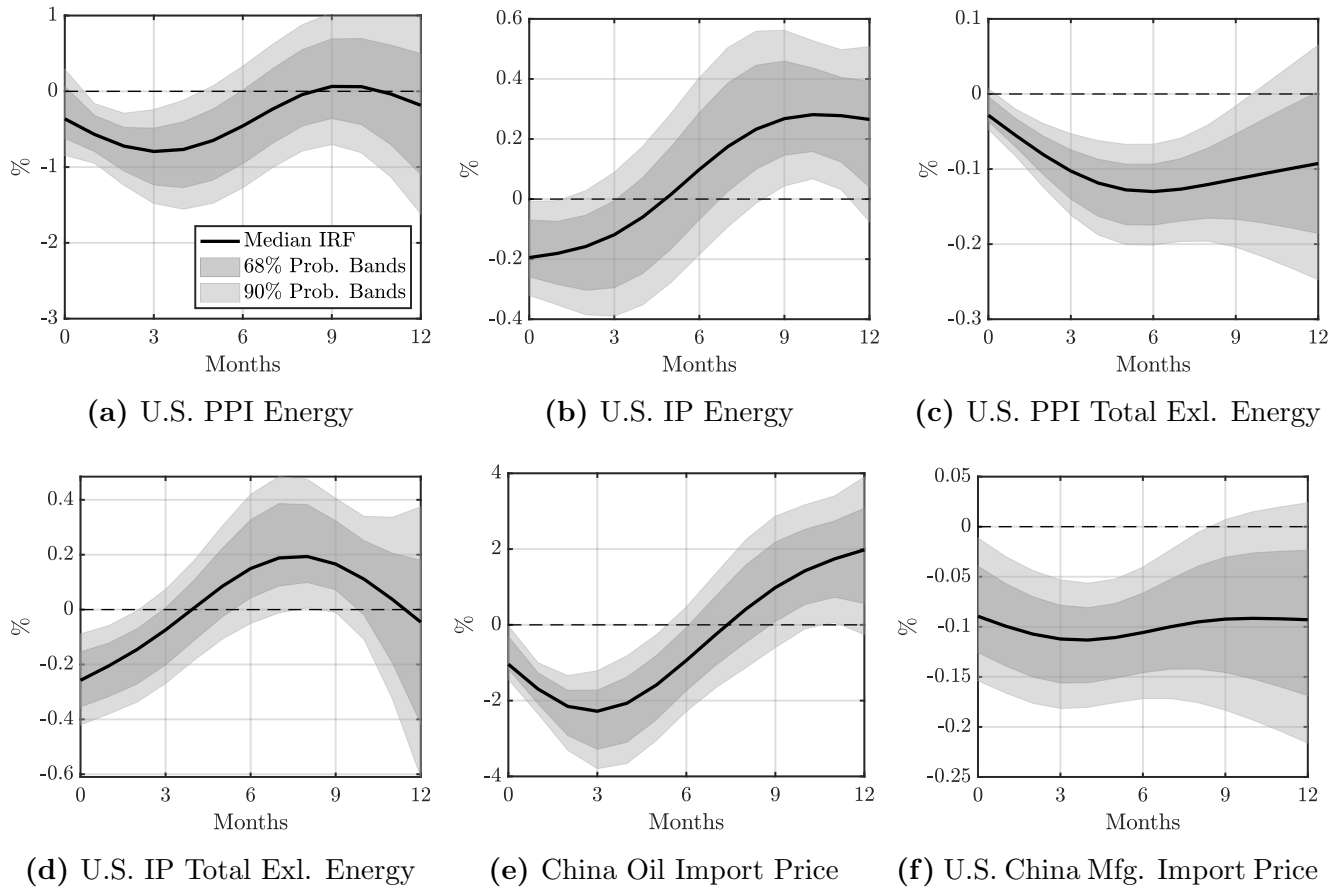 1
0
-1
-2
-3
%
0 3 6 9 12
Months
Median IRF
68% Prob. Bands
90% Prob. Bands
(a) U.S. PPI Energy
0.6
0.4
0.2
0
-0.2
-0.4
%
0 3 6 9 12
Months
(b) U.S. IP Energy
0.1
0
-0.1
-0.2
-0.3
%
0 3 6 9 12
Months
(c) U.S. PPI Total Exl. Energy
0.4
0.2
0
-0.2
-0.4
-0.6
%
0 3 6 9 12
Months
(d) U.S. IP Total Exl. Energy
4
2
0
-2
-4
%
0 3 6 9 12
Months
(e) China Oil Import Price
0.05
0
-0.05
-0.1
-0.15
-0.2
-0.25
%
0 3 6 9 12
Months
(f) U.S. China Mfg. Import Price